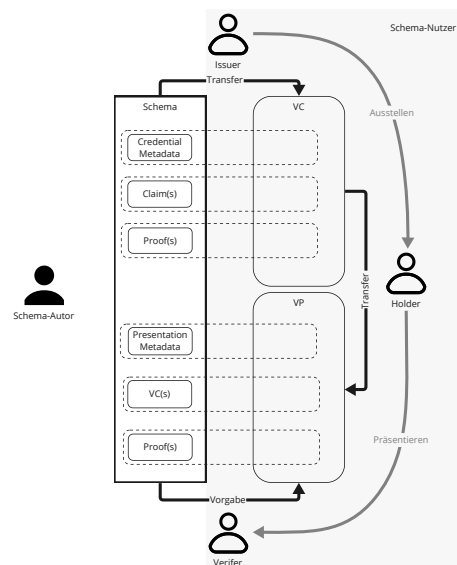 Schema-Nutzer
Issuer
Transfer
Schema
VC
Ausstellen
Credential
Metadata
Claim(s)
Proof(s)
Transfer
Holder
Schema-Autor
VP
Presentation
Metadata
VC(s)
Proof(s)
Präsentieren
Vorgabe
Verifer